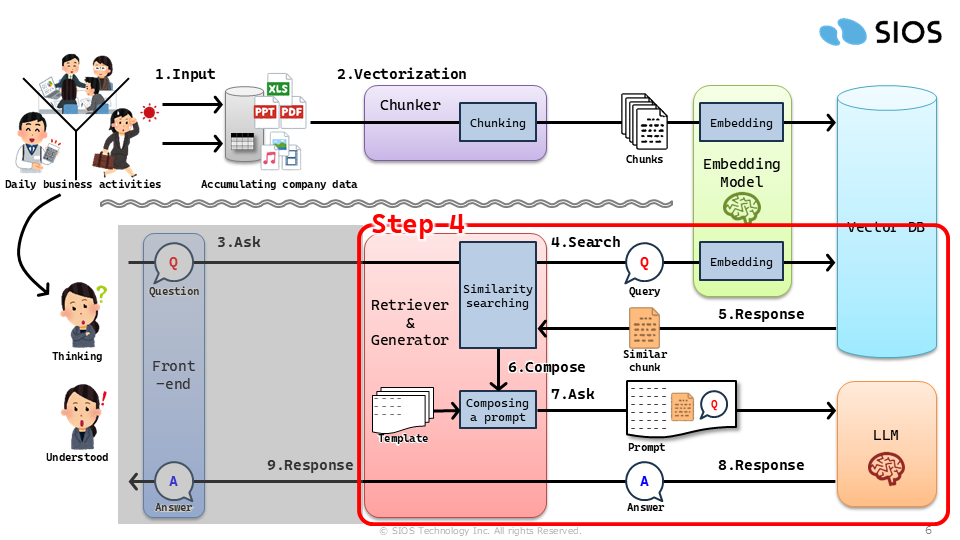 SIOS
1.Input
2.Vectorization
XLS
PPT
PDF
Chunker
Chunking
Chunks
Embedding
Embedding
Model
Vector DB
Daily business activities
Accumulating company data
Step 4
3.Ask
4.Search
Q
Question
Similarity
searching
Q
Query
Embedding
Retriever
&
Generator
5.Response
Similar
chunk
?
Thinking
Front
-end
6.Compose
7.Ask
Template
Composing
a prompt
Q
Prompt
LLM
!
Understood
9.Response
8.Response
A
Answer
A
Answer
© SIOS Technology Inc. All rights Reserved.
6